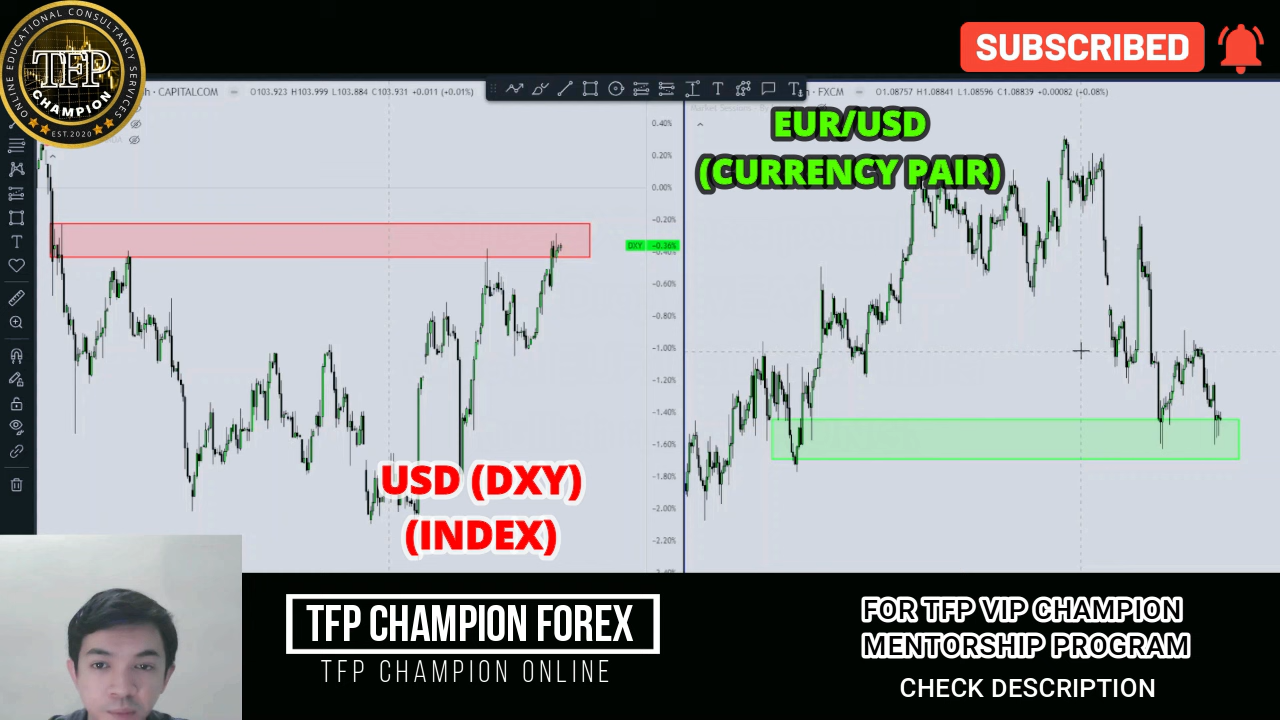 ONLINE EDUCATIONAL CONSULTANCY SERVICES
TFP
CHAMPION
EST.2020
SUBSCRIBED
h · CAPITALCOM
O103.923 H103.999 L103.884 C103.931 +0.011 (+0.01%)
· FXCM
O1.08757 H1.08841 L1.08596 C1.08839 +0.00082 (+0.08%)
EUR/USD
(CURRENCY PAIR)
0.40%
0.20%
0.00%
-0.20%
DXY -0.36%
-0.40%
-0.60%
-0.80%
-1.00%
-1.20%
-1.40%
-1.60%
-1.80%
-2.00%
-2.20%
USD (DXY)
(INDEX)
TFP CHAMPION FOREX
TFP CHAMPION ONLINE
FOR TFP VIP CHAMPION
MENTORSHIP PROGRAM
CHECK DESCRIPTION